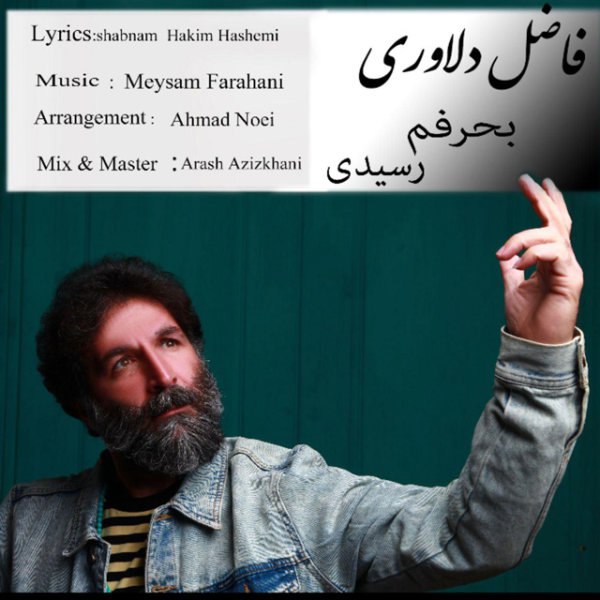 Lyrics:shabnam Hakim Hashemi
Music : Meysam Farahani
Arrangement : Ahmad Noei
Mix & Master : Arash Azizkhani
فاضل دلاوری
بحرفم
رسیدی